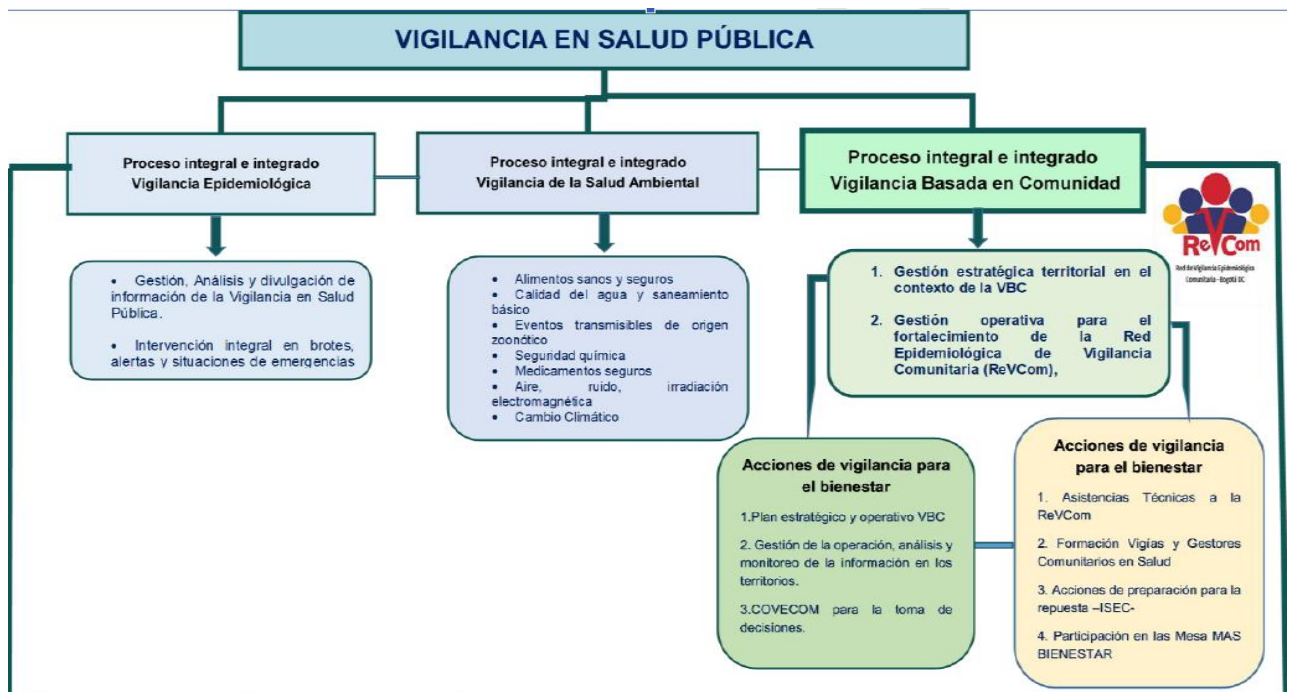 VIGILANCIA EN SALUD PÚBLICA
Proceso integral e integrado
Vigilancia Epidemiológica
Proceso integral e integrado
Vigilancia de la Salud Ambiental
Proceso integral e integrado
Vigilancia Basada en Comunidad
ReVCom
Red de Vigilancia Epidemiológica
Comunitaria - Bogotá DC
• Gestión, Análisis y divulgación de
información de la Vigilancia en Salud
Pública.
• Intervención integral en brotes,
alertas y situaciones de emergencias
• Alimentos sanos y seguros
• Calidad del agua y saneamiento
básico
• Eventos transmisibles de origen
zoonótico
• Seguridad química
• Medicamentos seguros
• Aire, ruido, irradiación
electromagnética
• Cambio Climático
1. Gestión estratégica territorial en el
contexto de la VBC
2. Gestión operativa para el
fortalecimiento de la Red
Epidemiológica de Vigilancia
Comunitaria (ReVCom),
Acciones de vigilancia para
el bienestar
1.Plan estratégico y operativo VBC
2. Gestión de la operación, análisis y
monitoreo de la información en los
territorios.
3.COVECOM para la toma de
decisiones.
Acciones de vigilancia
para el bienestar
1. Asistencias Técnicas a la
ReVCom
2. Formación Vigías y Gestores
Comunitarios en Salud
3. Acciones de preparación para la
repuesta –ISEC-
4. Participación en las Mesa MAS
BIENESTAR